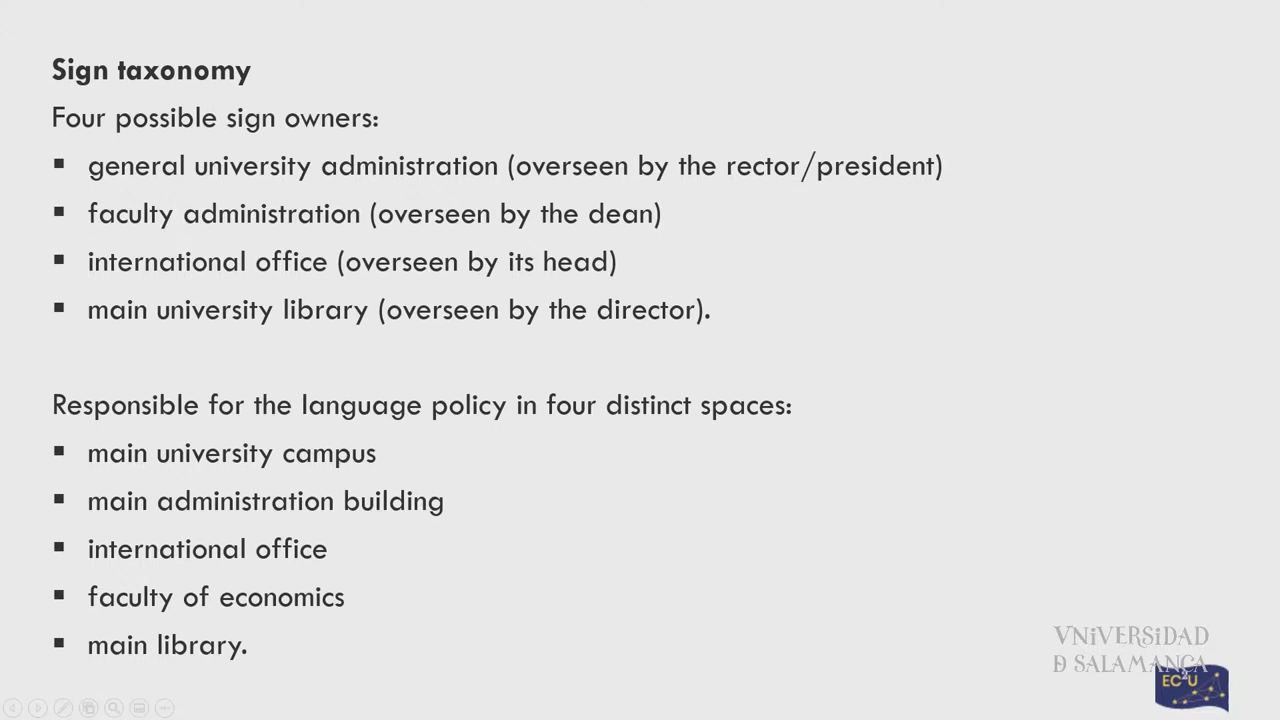 Sign taxonomy
Four possible sign owners:
▪ general university administration (overseen by the rector/president)
▪ faculty administration (overseen by the dean)
▪ international office (overseen by its head)
▪ main university library (overseen by the director).
Responsible for the language policy in four distinct spaces:
▪ main university campus
▪ main administration building
▪ international office
▪ faculty of economics
▪ main library.
VNiVERSiDAD
Ð SALAMANCA
EC2U